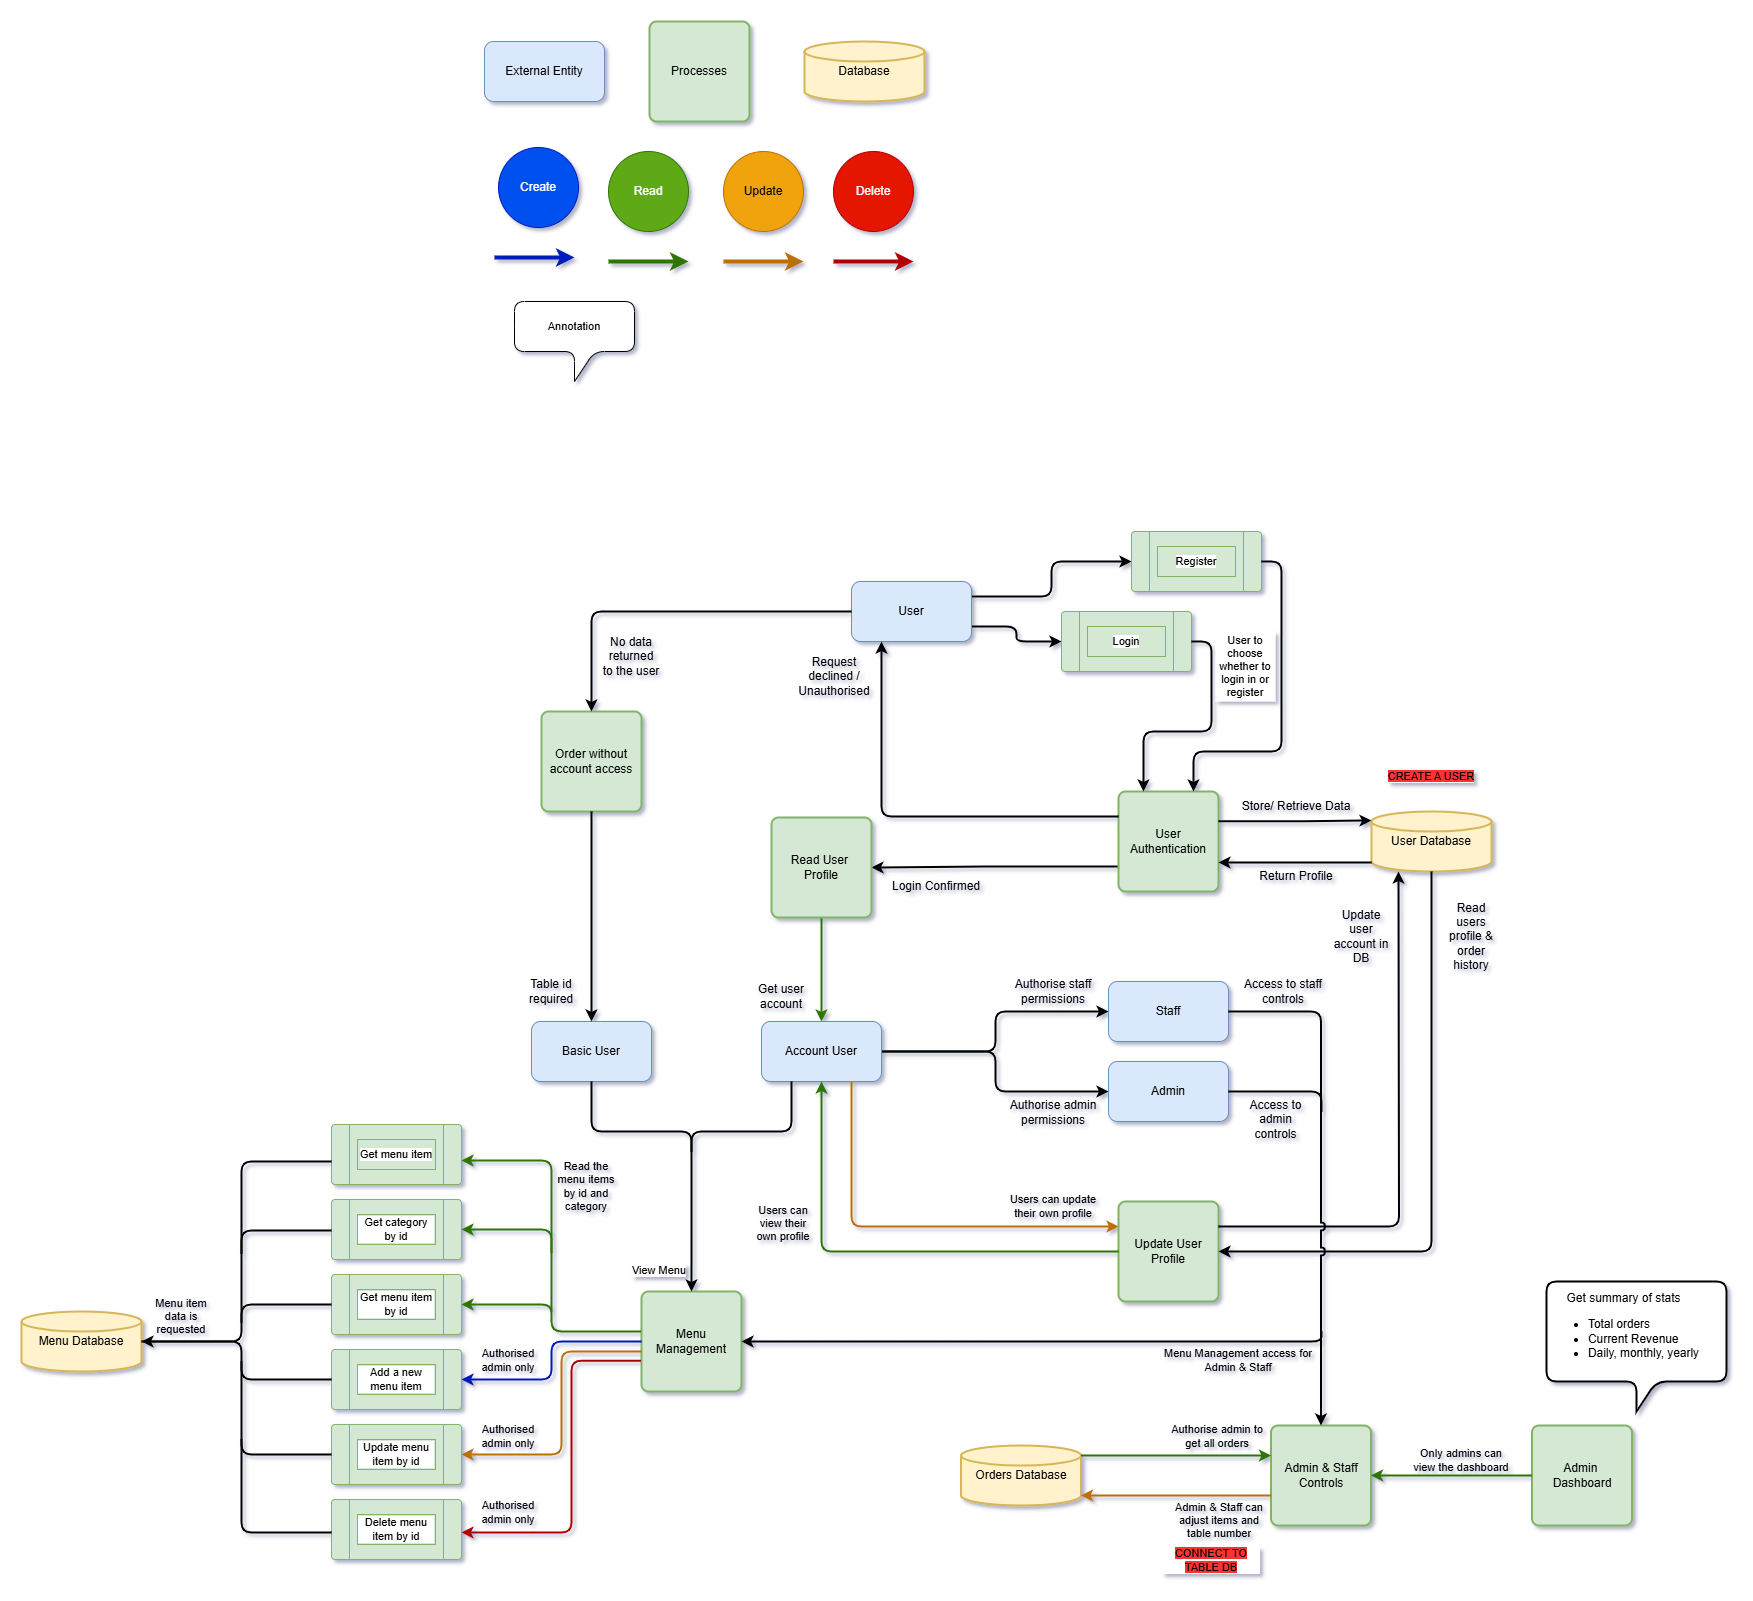 External Entity
Processes
Database
Create
Read
Update
Delete
Annotation
Register
User
Login
No data
returned
to the user
Request
declined /
Unauthorised
User to
choose
whether to
login in or
register
Order without
account access
CREATE A USER
Store/ Retrieve Data
User
Authentication
User Database
Read User
Profile
Return Profile
Login Confirmed
Update
user
account in
DB
Read
users
profile &
order
history
Table id
required
Get user
account
Authorise staff
permissions
Access to staff
controls
Staff
Basic User
Account User
Admin
Authorise admin
permissions
Access to
admin
controls
Get menu item
Read the
menu items
by id and
category
Users can
view their
own profile
Users can update
their own profile
Get category
by id
Update User
Profile
View Menu
Get menu item
by id
Menu item
data is
requested
Menu Database
Menu
Management
Get summary of stats
• Total orders
• Current Revenue
• Daily, monthly, yearly
Menu Management access for
Admin & Staff
Authorised
admin only
Add a new
menu item
Authorised
admin only
Update menu
item by id
Authorised
admin only
Delete menu
item by id
Authorise admin to
get all orders
Orders Database
Admin & Staff
Controls
Only admins can
view the dashboard
Admin
Dashboard
Admin & Staff can
adjust items and
table number
CONNECT TO
TABLE DB